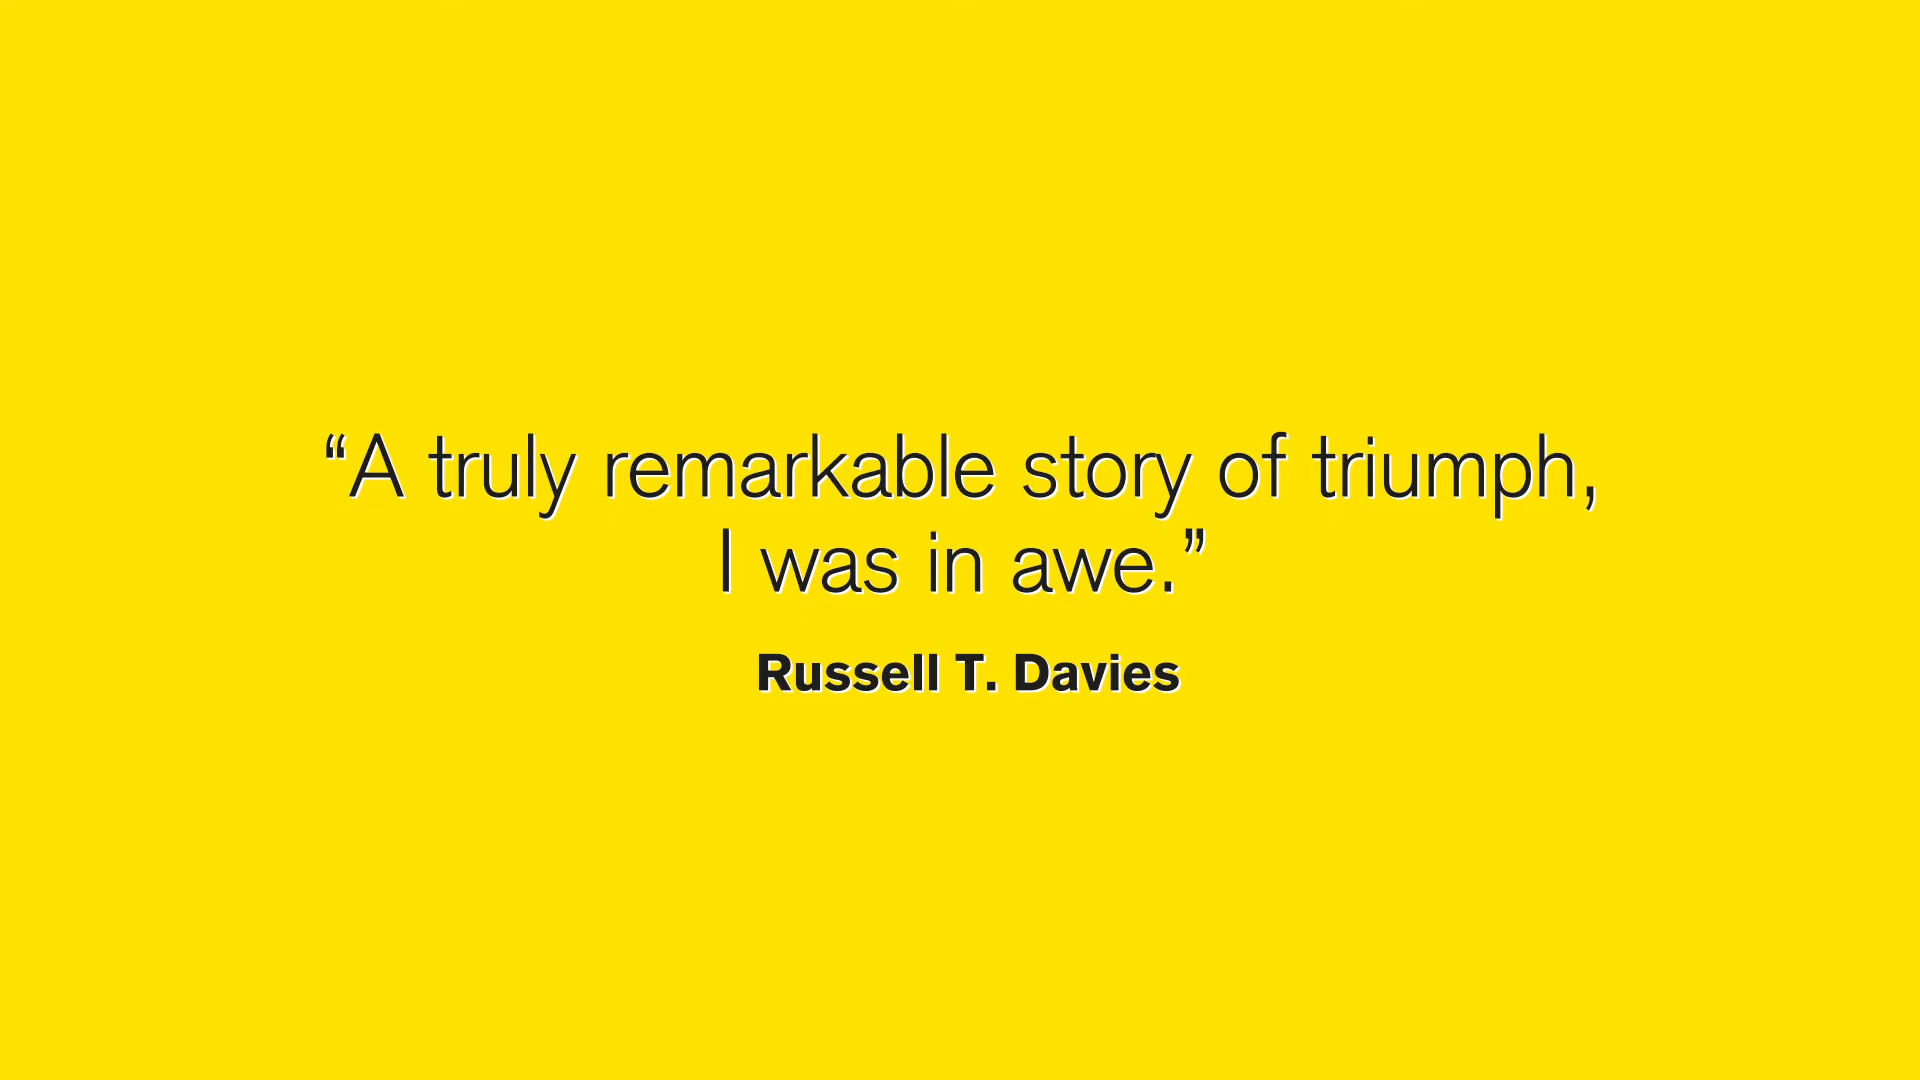 “A truly remarkable story of triumph,
I was in awe.”
Russell T. Davies